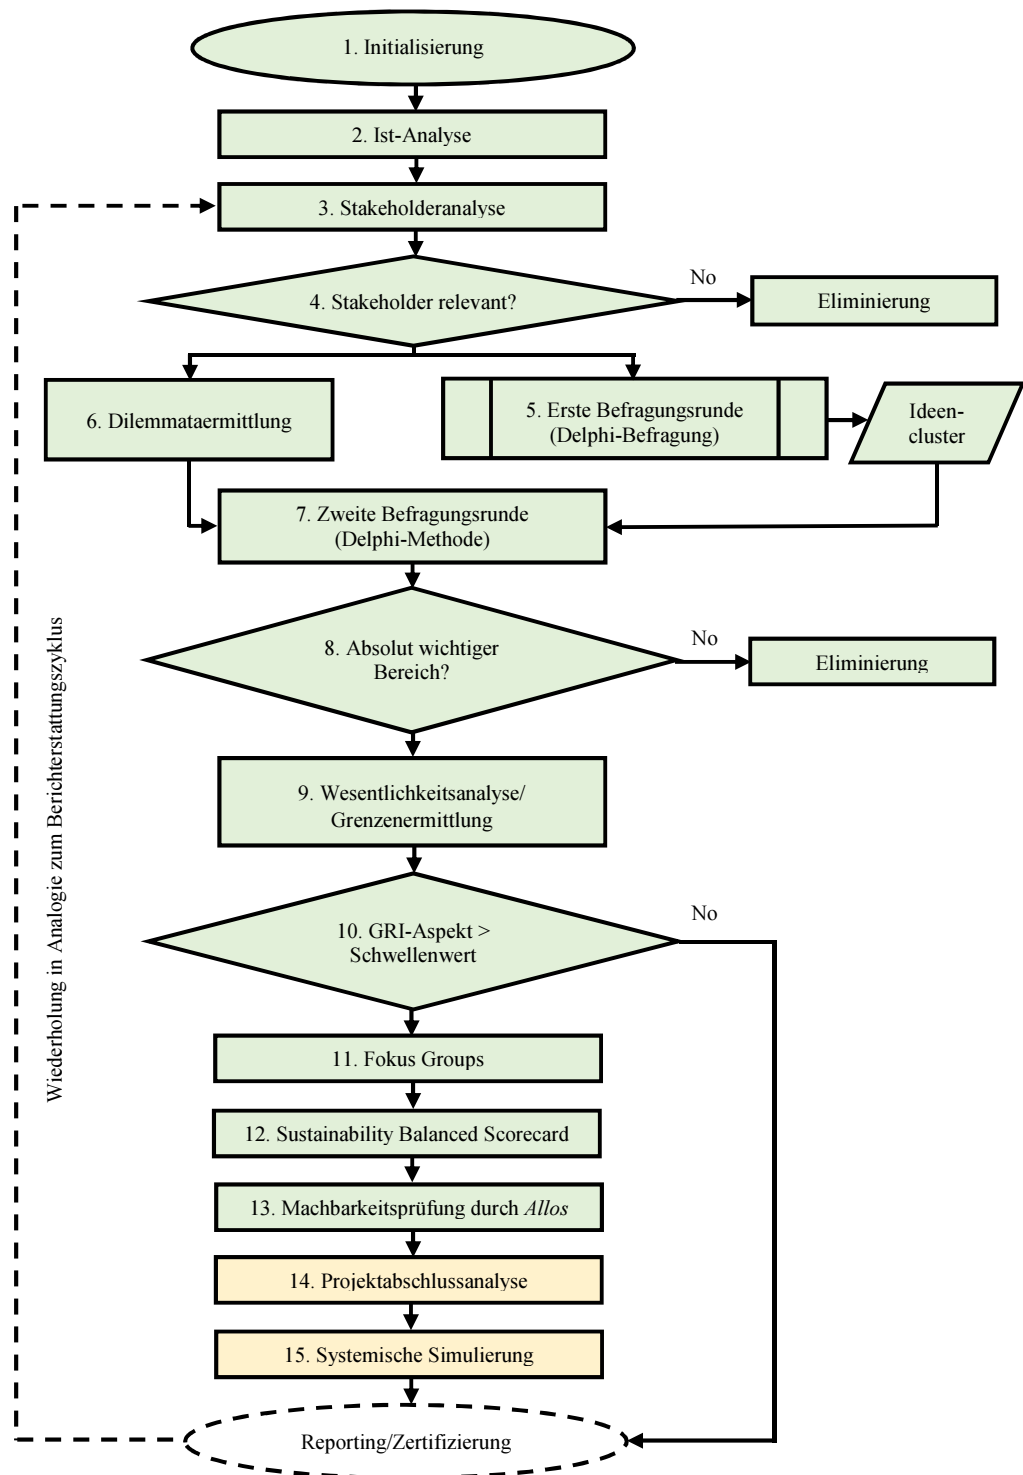 1. Initialisierung
2. Ist-Analyse
3. Stakeholderanalyse
4. Stakeholder relevant?
No
Eliminierung
6. Dilemmataermittlung
5. Erste Befragungsrunde
(Delphi-Befragung)
Ideen-
cluster
7. Zweite Befragungsrunde
(Delphi-Methode)
8. Absolut wichtiger
Bereich?
No
Eliminierung
9. Wesentlichkeitsanalyse/
Grenzenermittlung
10. GRI-Aspekt >
Schwellenwert
No
11. Fokus Groups
12. Sustainability Balanced Scorecard
13. Machbarkeitsprüfung durch Allos
14. Projektabschlussanalyse
15. Systemische Simulierung
Reporting/Zertifizierung
Wiederholung in Analogie zum Berichterstattungszyklus